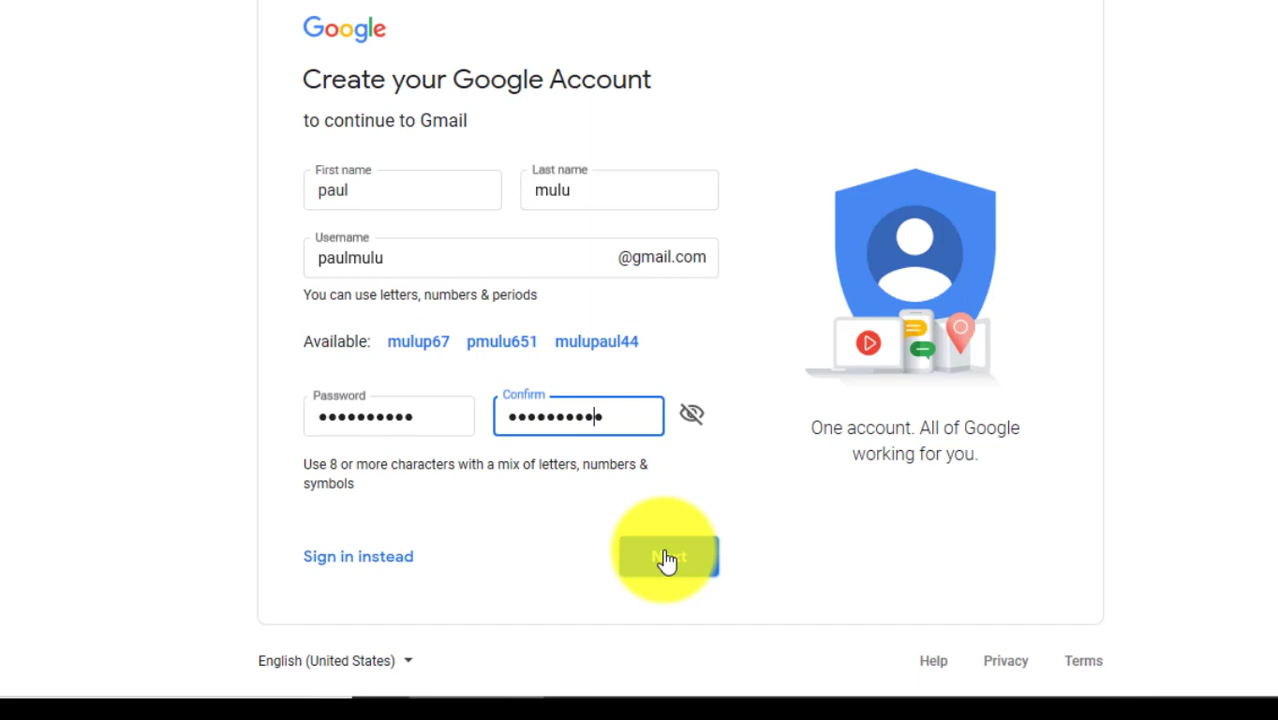 Google
Create your Google Account
to continue to Gmail
First name
Last name
paul
mulu
Username
paulmulu
@gmail.com
You can use letters, numbers & periods
Available: mulup67 pmulu651 mulupaul44
Password
Confirm
••••••••••
••••••••••
Use 8 or more characters with a mix of letters, numbers &
symbols
One account. All of Google
working for you.
Sign in instead
Next
English (United States)
Help Privacy Terms